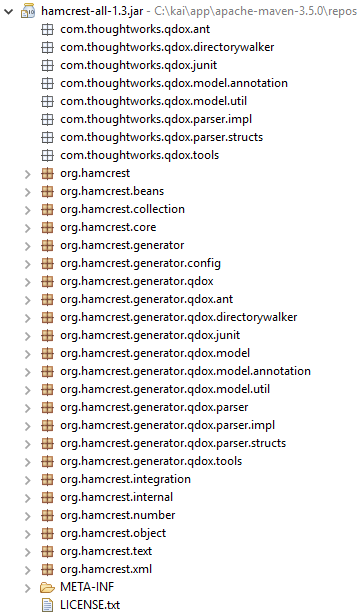 hamcrest-all-1.3.jar - C:\kai\app\apache-maven-3.5.0\repos
com.thoughtworks.qdox.ant
com.thoughtworks.qdox.directorywalker
com.thoughtworks.qdox.junit
com.thoughtworks.qdox.model.annotation
com.thoughtworks.qdox.model.util
com.thoughtworks.qdox.parser.impl
com.thoughtworks.qdox.parser.structs
com.thoughtworks.qdox.tools
org.hamcrest
org.hamcrest.beans
org.hamcrest.collection
org.hamcrest.core
org.hamcrest.generator
org.hamcrest.generator.config
org.hamcrest.generator.qdox
org.hamcrest.generator.qdox.ant
org.hamcrest.generator.qdox.directorywalker
org.hamcrest.generator.qdox.junit
org.hamcrest.generator.qdox.model
org.hamcrest.generator.qdox.model.annotation
org.hamcrest.generator.qdox.model.util
org.hamcrest.generator.qdox.parser
org.hamcrest.generator.qdox.parser.impl
org.hamcrest.generator.qdox.parser.structs
org.hamcrest.generator.qdox.tools
org.hamcrest.integration
org.hamcrest.internal
org.hamcrest.number
org.hamcrest.object
org.hamcrest.text
org.hamcrest.xml
META-INF
LICENSE.txt